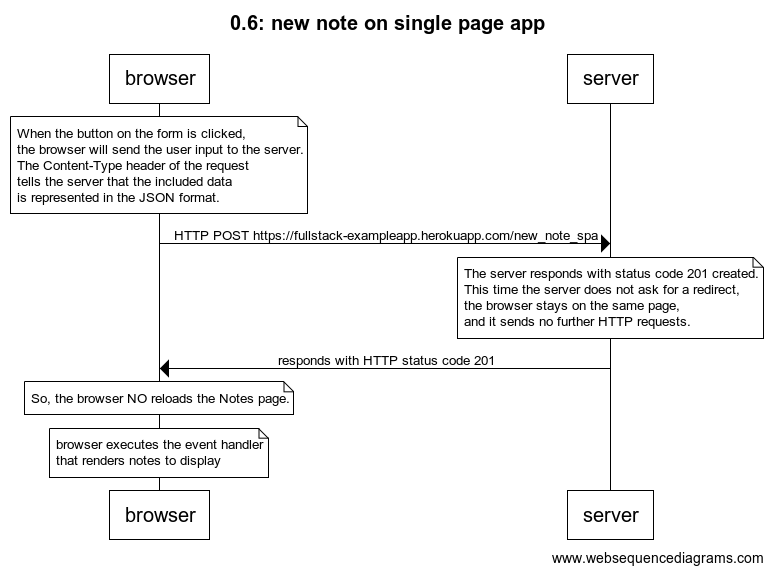 0.6: new note on single page app
browser
server
When the button on the form is clicked,
the browser will send the user input to the server.
The Content-Type header of the request
tells the server that the included data
is represented in the JSON format.
HTTP POST https://fullstack-exampleapp.herokuapp.com/new_note_spa
The server responds with status code 201 created.
This time the server does not ask for a redirect,
the browser stays on the same page,
and it sends no further HTTP requests.
responds with HTTP status code 201
So, the browser NO reloads the Notes page.
browser executes the event handler
that renders notes to display
browser
server
www.websequencediagrams.com